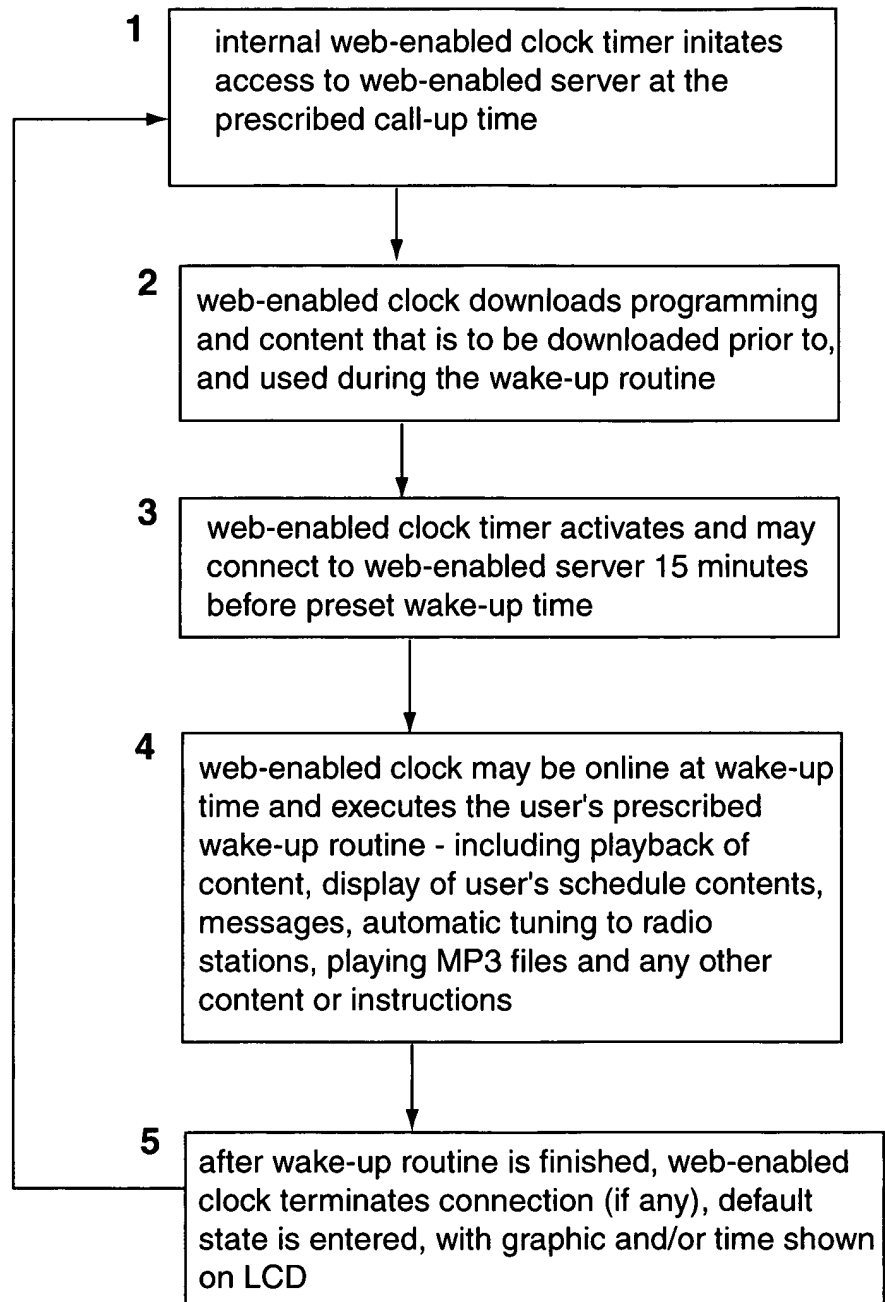 1
internal web-enabled clock timer initates
access to web-enabled server at the
prescribed call-up time
2
web-enabled clock downloads programming
and content that is to be downloaded prior to,
and used during the wake-up routine
3
web-enabled clock timer activates and may
connect to web-enabled server 15 minutes
before preset wake-up time
4
web-enabled clock may be online at wake-up
time and executes the user's prescribed
wake-up routine - including playback of
content, display of user's schedule contents,
messages, automatic tuning to radio
stations, playing MP3 files and any other
content or instructions
5
after wake-up routine is finished, web-enabled
clock terminates connection (if any), default
state is entered, with graphic and/or time shown
on LCD